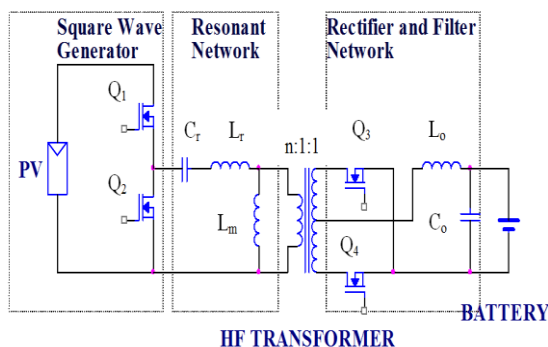 Square Wave
Generator
Resonant
Network
Rectifier and Filter
Network
Q1
Cr
Lr
n:1:1
Q3
Lo
PV
Q2
Lm
Q4
Co
BATTERY
HF TRANSFORMER